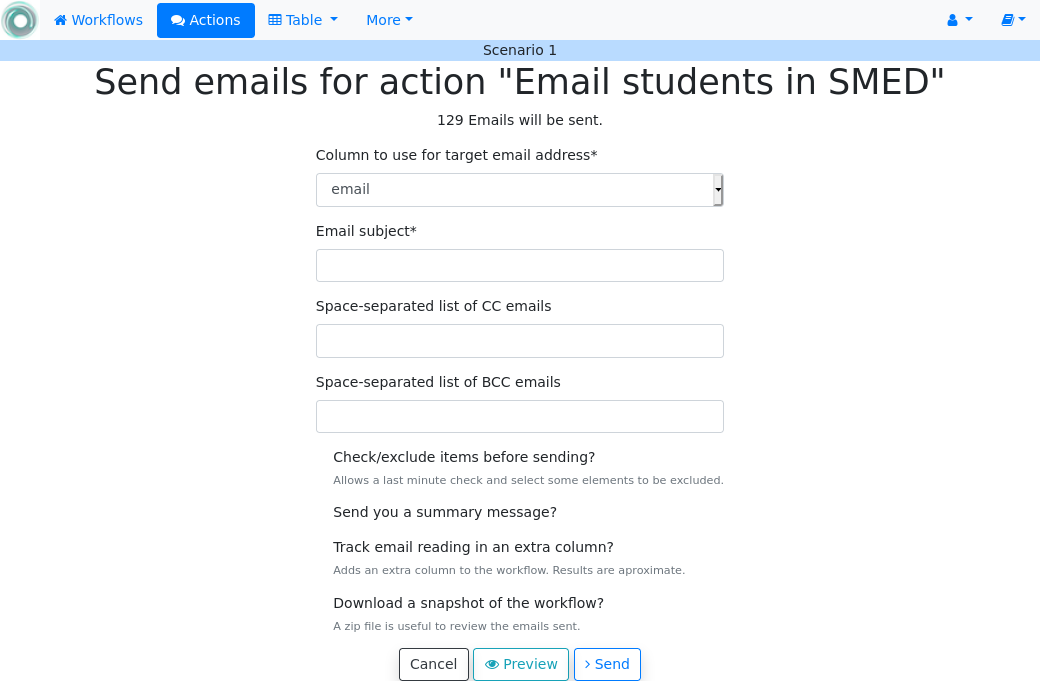 Workflows Actions Table More
Scenario 1
Send emails for action "Email students in SMED"
129 Emails will be sent.
Column to use for target email address*
email
Email subject*
Space-separated list of CC emails
Space-separated list of BCC emails
Check/exclude items before sending?
Allows a last minute check and select some elements to be excluded.
Send you a summary message?
Track email reading in an extra column?
Adds an extra column to the workflow. Results are aproximate.
Download a snapshot of the workflow?
A zip file is useful to review the emails sent.
Cancel Preview Send